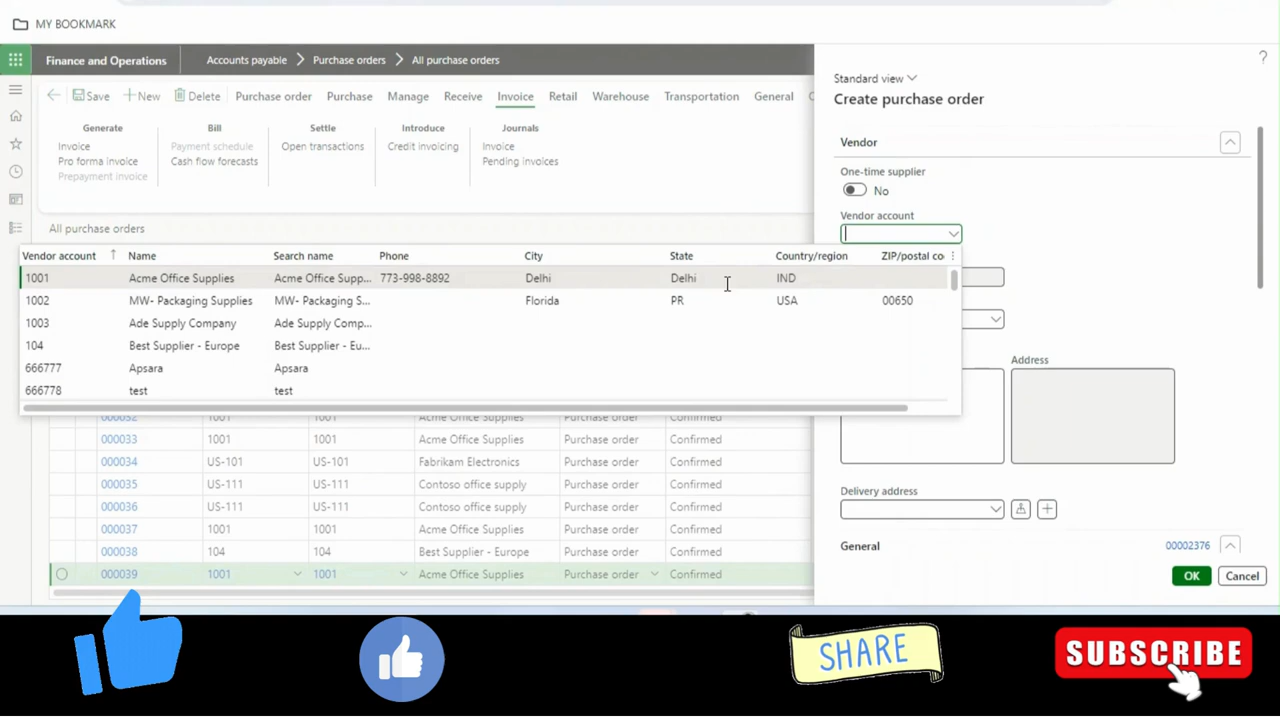 MY BOOKMARK
Finance and Operations Accounts payable Purchase orders All purchase orders
?
Standard view
Create purchase order
Save New Delete Purchase order Purchase Manage Receive Invoice Retail Warehouse Transportation General
Generate Bill Settle Introduce Journals
Invoice Payment schedule Open transactions Credit invoicing Invoice
Pro forma invoice Cash flow forecasts Pending invoices
Prepayment invoice
Vendor
One-time supplier
No
Vendor account
All purchase orders
Vendor account Name Search name Phone City State Country/region ZIP/postal co
1001 Acme Office Supplies Acme Office Supp... 773-998-8892 Delhi Delhi IND
1002 MW- Packaging Supplies MW- Packaging S... Florida PR USA 00650
1003 Ade Supply Company Ade Supply Comp...
104 Best Supplier - Europe Best Supplier - Eu...
666777 Apsara Apsara
666778 test test
Address
000032 1001 1001 Acme Office Supplies Purchase order Confirmed
000033 1001 1001 Acme Office Supplies Purchase order Confirmed
000034 US-101 US-101 Fabrikam Electronics Purchase order Confirmed
000035 US-111 US-111 Contoso office supply Purchase order Confirmed
000036 US-111 US-111 Contoso office supply Purchase order Confirmed
000037 1001 1001 Acme Office Supplies Purchase order Confirmed
000038 104 104 Best Supplier - Europe Purchase order Confirmed
000039 1001 1001 Acme Office Supplies Purchase order Confirmed
Delivery address
General 00002376
OK Cancel
SHARE
SUBSCRIBE